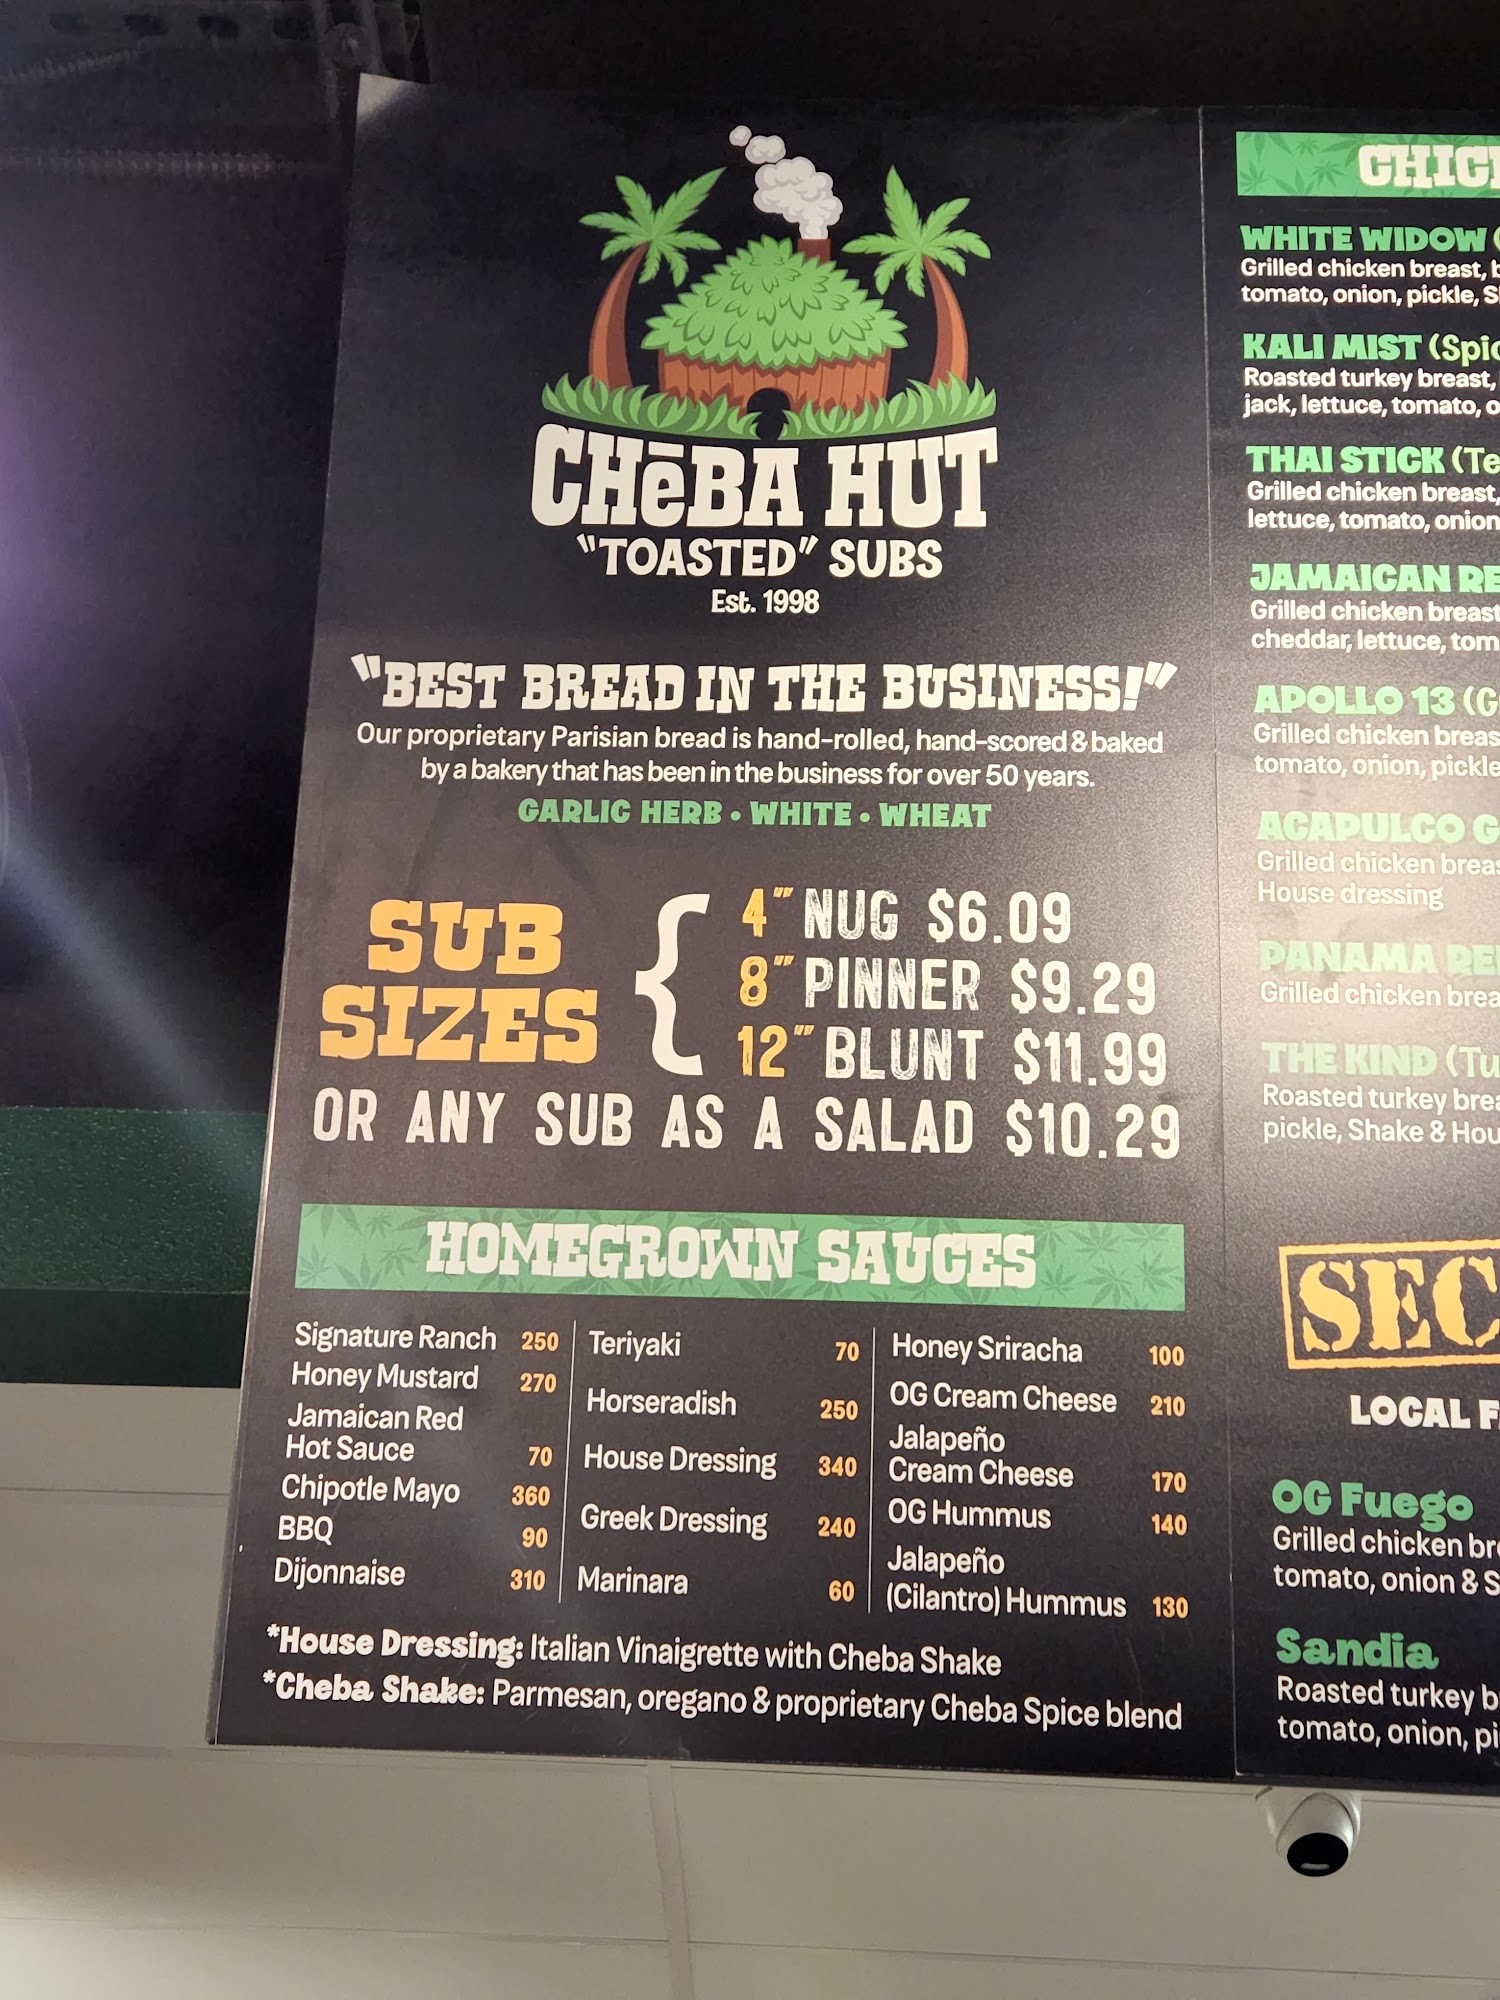 CHēBA HUT
"TOASTED" SUBS
Est. 1998
"BEST BREAD IN THE BUSINESS!"
Our proprietary Parisian bread is hand-rolled, hand-scored & baked
by a bakery that has been in the business for over 50 years.
GARLIC HERB • WHITE • WHEAT
SUB
SIZES
4" NUG $6.09
8" PINNER $9.29
12" BLUNT $11.99
OR ANY SUB AS A SALAD $10.29
HOMEGROWN SAUCES
Signature Ranch 250
Honey Mustard 270
Jamaican Red
Hot Sauce 70
Chipotle Mayo 360
BBQ 90
Dijonnaise 310
Teriyaki 70
Horseradish 250
House Dressing 340
Greek Dressing 240
Marinara 60
Honey Sriracha 100
OG Cream Cheese 210
Jalapeño
Cream Cheese 170
OG Hummus 140
Jalapeño
(Cilantro) Hummus 130
*House Dressing: Italian Vinaigrette with Cheba Shake
*Cheba Shake: Parmesan, oregano & proprietary Cheba Spice blend
WHITE WIDOW
Grilled chicken breast,
tomato, onion, pickle,
KALI MIST
Roasted turkey breast,
jack, lettuce, tomato,
THAI STICK
Grilled chicken breast,
lettuce, tomato, onion
JAMAICAN
Grilled chicken breast
cheddar, lettuce,
APOLLO 13
Grilled chicken
tomato, onion, pickle
ACAPULCO
Grilled chicken
House dressing
PANAMA
Grilled chicken
THE KIND
Roasted turkey
pickle, Shake &
LOCAL
OG Fuego
Grilled chicken
tomato, onion &
Sandia
Roasted turkey
tomato, onion,